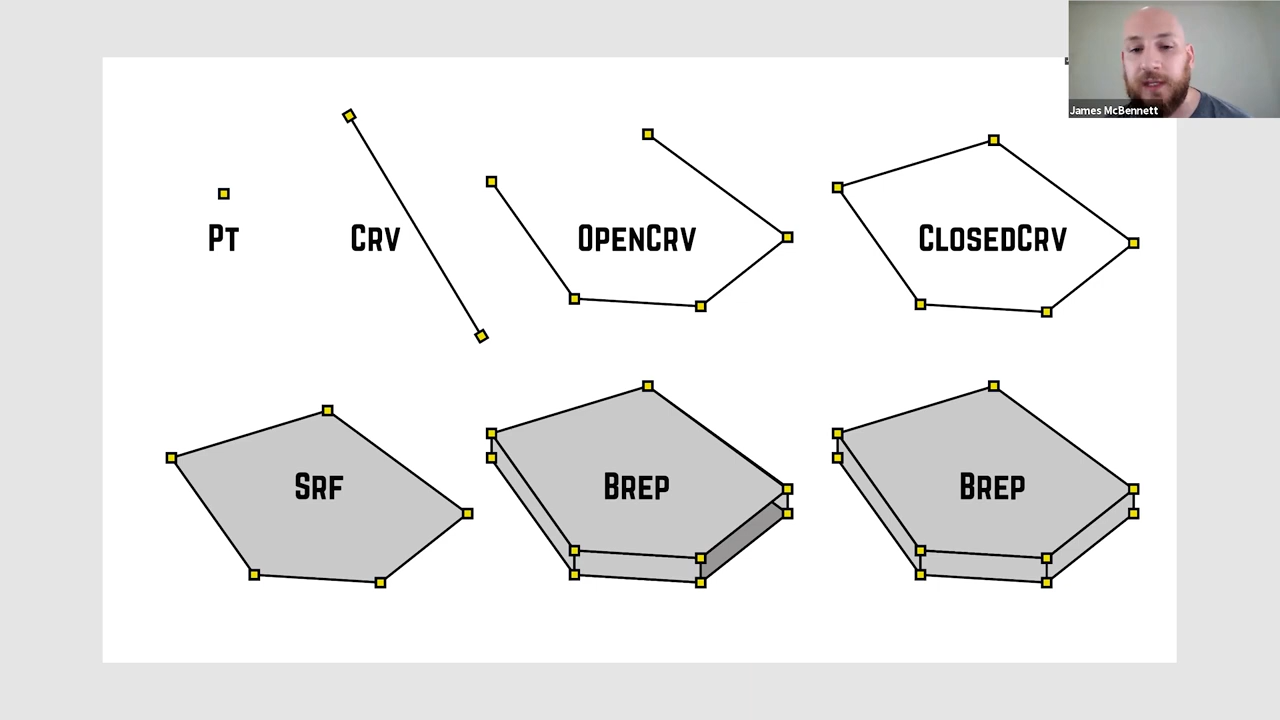 James McBennett
Pt
Crv
OpenCrv
ClosedCrv
Srf
Brep
Brep